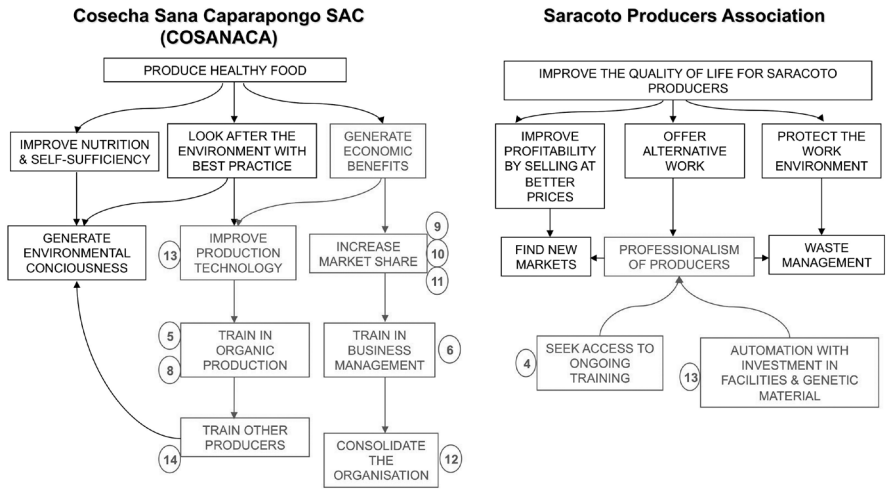 Cosecha Sana Caparapongo SAC
(COSANACA)
PRODUCE HEALTHY FOOD
IMPROVE NUTRITION
& SELF-SUFFICIENCY
LOOK AFTER THE
ENVIRONMENT WITH
BEST PRACTICE
GENERATE
ECONOMIC
BENEFITS
GENERATE
ENVIRONMENTAL
CONCIOUSNESS
13
IMPROVE
PRODUCTION
TECHNOLOGY
INCREASE
MARKET SHARE
9
10
11
5
8
TRAIN IN
ORGANIC
PRODUCTION
TRAIN IN
BUSINESS
MANAGEMENT
6
TRAIN OTHER
PRODUCERS
14
CONSOLIDATE
THE
ORGANISATION
12
Saracoto Producers Association
IMPROVE THE QUALITY OF LIFE FOR SARACOTO
PRODUCERS
IMPROVE
PROFITABILITY
BY SELLING AT
BETTER
PRICES
OFFER
ALTERNATIVE
WORK
PROTECT THE
WORK
ENVIRONMENT
FIND NEW
MARKETS
PROFESSIONALISM
OF PRODUCERS
WASTE
MANAGEMENT
4
SEEK ACCESS TO
ONGOING
TRAINING
13
AUTOMATION WITH
INVESTMENT IN
FACILITIES & GENETIC
MATERIAL